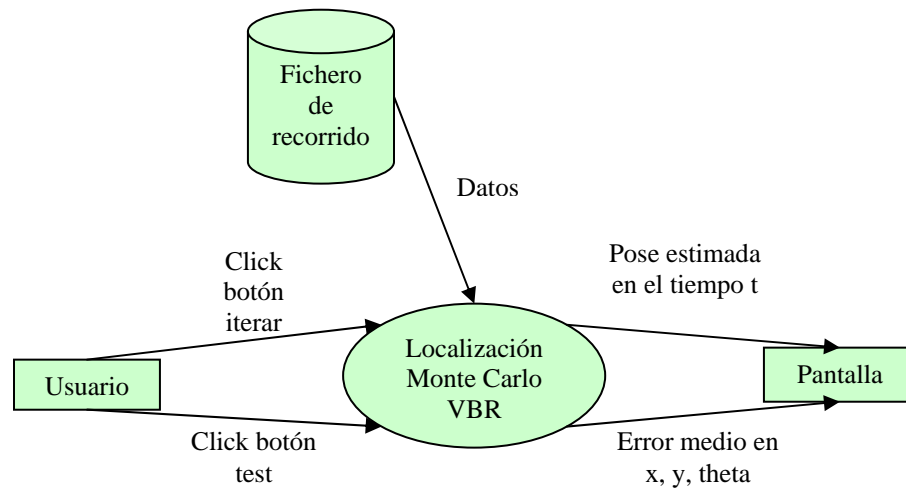 Fichero
de
recorrido
Datos
Click
botón
iterar
Pose estimada
en el tiempo t
Usuario
Localización
Monte Carlo
VBR
Pantalla
Click botón
test
Error medio en
x, y, theta